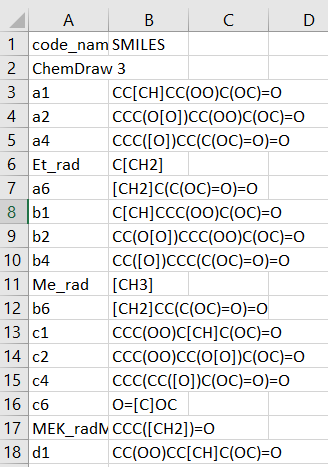 A B C D
1 code_nam SMILES
2 ChemDraw 3
3 a1 CC[CH]CC(OO)C(OC)=O
4 a2 CCC(O[O])CC(OO)C(OC)=O
5 a4 CCC([O])CC(C(OC)=O)=O
6 Et_rad C[CH2]
7 a6 [CH2]C(C(OC)=O)=O
8 b1 C[CH]CCC(OO)C(OC)=O
9 b2 CC(O[O])CCC(OO)C(OC)=O
10 b4 CC([O])CCC(C(OC)=O)=O
11 Me_rad [CH3]
12 b6 [CH2]CC(C(OC)=O)=O
13 c1 CCC(OO)C[CH]C(OC)=O
14 c2 CCC(OO)CC(O[O])C(OC)=O
15 c4 CCC(CC([O])C(OC)=O)=O
16 c6 O=[C]OC
17 MEK_radM CCC([CH2])=O
18 d1 CC(OO)CC[CH]C(OC)=O